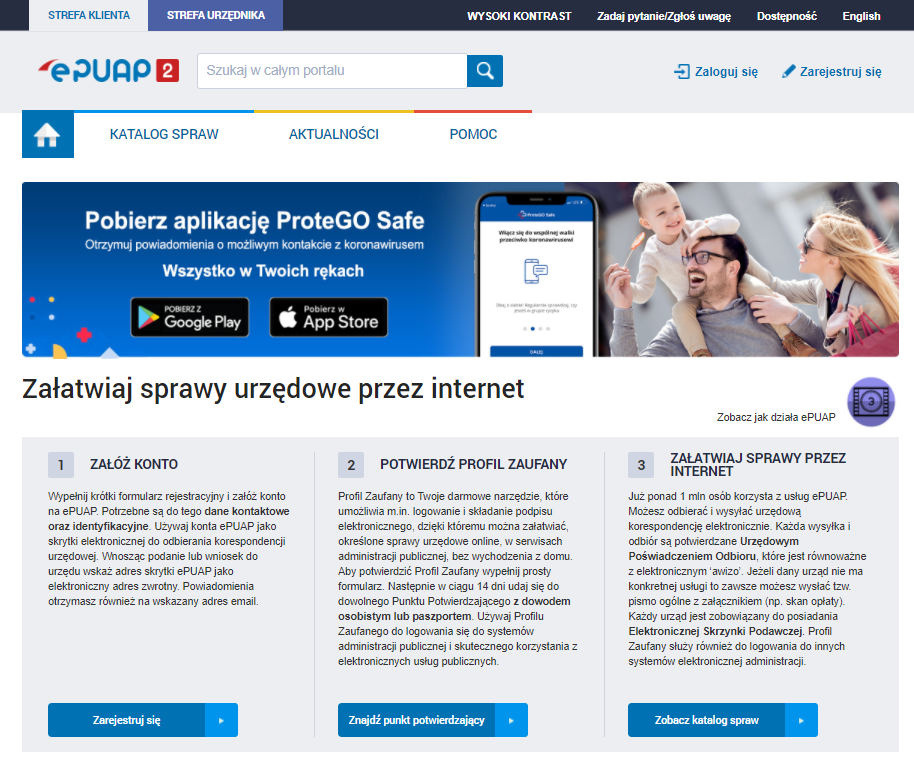 STREFA KLIENTA
STREFA URZĘDNIKA
WYSOKI KONTRAST
Zadaj pytanie/Zgłoś uwagę
Dostępność
English
ePUAP 2
Szukaj w całym portalu
Zaloguj się
Zarejestruj się
KATALOG SPRAW
AKTUALNOŚCI
POMOC
Pobierz aplikację ProteGO Safe
Otrzymuj powiadomienia o możliwym kontakcie z koronawirusem
Wszystko w Twoich rękach
POBIERZ Z
Google Play
Pobierz w
App Store
ProteGO Safe
Włącz się do wspólnej walki
przeciwko koronawirusowi
DALEJ
Załatwiaj sprawy urzędowe przez internet
Zobacz jak działa ePUAP
3
1
ZAŁÓŻ KONTO
Wypełnij krótki formularz rejestracyjny i załóż konto
na ePUAP. Potrzebne są do tego dane kontaktowe
oraz identyfikacyjne. Używaj konta ePUAP jako
skrytki elektronicznej do odbierania korespondencji
urzędowej. Wnosząc podanie lub wniosek do
urzędu wskaż adres skrytki ePUAP jako
elektroniczny adres zwrotny. Powiadomienia
otrzymasz również na wskazany adres email.
Zarejestruj się
2
POTWIERDŹ PROFIL ZAUFANY
Profil Zaufany to Twoje darmowe narzędzie, które
umożliwia m.in. logowanie i składanie podpisu
elektronicznego, dzięki któremu można załatwiać,
określone sprawy urzędowe online, w serwisach
administracji publicznej, bez wychodzenia z domu.
Aby potwierdzić Profil Zaufany wypełnij prosty
formularz. Następnie w ciągu 14 dni udaj się do
dowolnego Punktu Potwierdzającego z dowodem
osobistym lub paszportem. Używaj Profilu
Zaufanego do logowania się do systemów
administracji publicznej i skutecznego korzystania z
elektronicznych usług publicznych.
Znajdź punkt potwierdzający
3
ZAŁATWIAJ SPRAWY PRZEZ
INTERNET
Już ponad 1 mln osób korzysta z usług ePUAP.
Możesz odbierać i wysyłać urzędową
korespondencję elektronicznie. Każda wysyłka i
odbiór są potwierdzane Urzędowym
Poświadczeniem Odbioru, które jest równoważne
z elektronicznym ‘awizo’. Jeżeli dany urząd nie ma
konkretnej usługi to zawsze możesz wysłać tzw.
pismo ogólne z załącznikiem (np. skan opłaty).
Każdy urząd jest zobowiązany do posiadania
Elektronicznej Skrzynki Podawczej. Profil
Zaufany służy również do logowania do innych
systemów elektronicznej administracji.
Zobacz katalog spraw